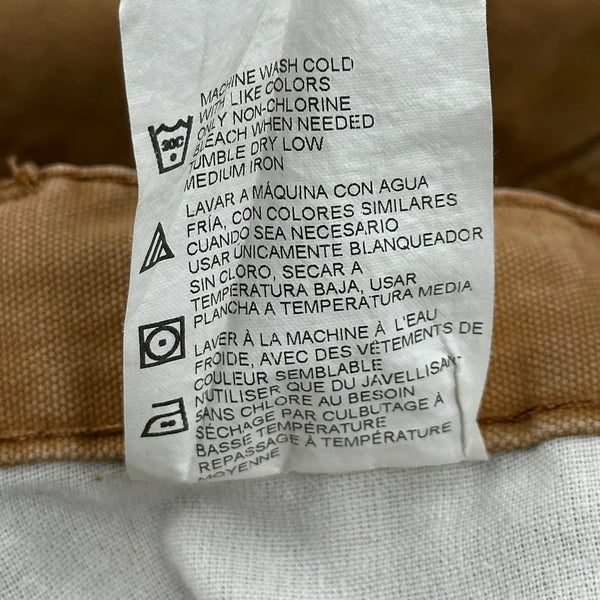 MACHINE WASH COLD
WITH LIKE COLORS
ONLY NON-CHLORINE
BLEACH WHEN NEEDED
TUMBLE DRY LOW
MEDIUM IRON
30C
LAVAR A MÁQUINA CON AGUA
FRÍA, CON COLORES SIMILARES
CUANDO SEA NECESARIO
USAR ÚNICAMENTE BLANQUEADOR
SIN CLORO, SECAR A
TEMPERATURA BAJA, USAR
PLANCHA A TEMPERATURA MEDIA
LAVER À LA MACHINE À L'EAU
FROIDE, AVEC DES VÊTEMENTS DE
COULEUR SEMBLABLE
N'UTILISER QUE DU JAVELLISAN-
SANS CHLORE AU BESOIN
SÉCHAGE PAR CULBUTAGE À
BASSE TEMPÉRATURE
REPASSAGE À TEMPÉRATURE
MOYENNE